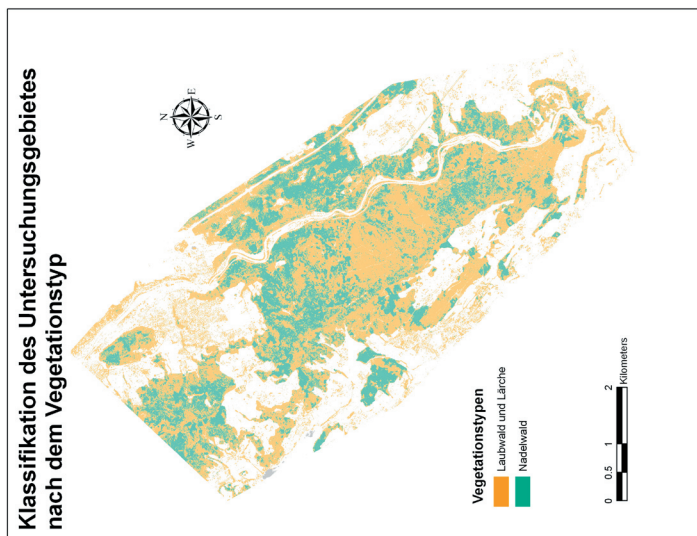 Klassifikation des Untersuchungsgebietes
nach dem Vegetationstyp
N
E
S
W
Vegetationstypen
Laubwald und Lärche
Nadelwald
0 0.5 1 2
Kilometers